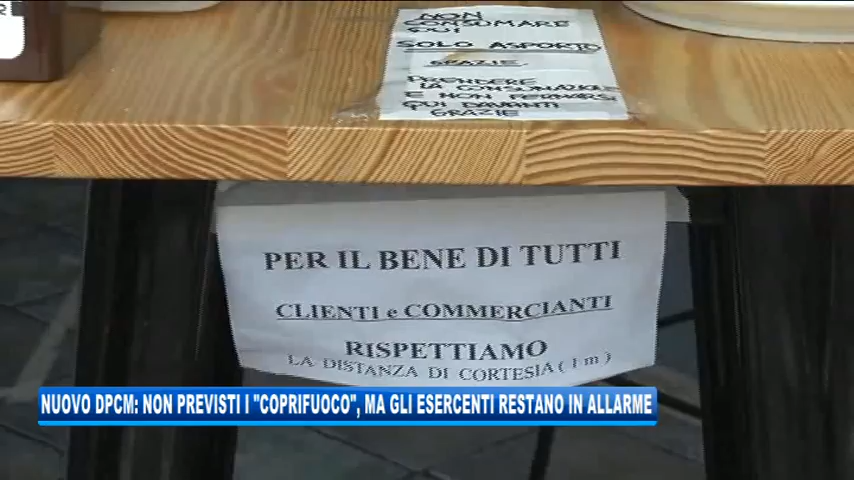 NON
CONSUMARE
QUI
SOLO ASPORTO
GRAZIE
PRENDERE
LA CONSUMAZIONE
E NON FERMARSI
QUI DAVANTI
GRAZIE
PER IL BENE DI TUTTI
CLIENTI e COMMERCIANTI
RISPETTIAMO
LA DISTANZA DI CORTESIA ( 1 m )
NUOVO DPCM: NON PREVISTI I "COPRIFUOCO", MA GLI ESERCENTI RESTANO IN ALLARME